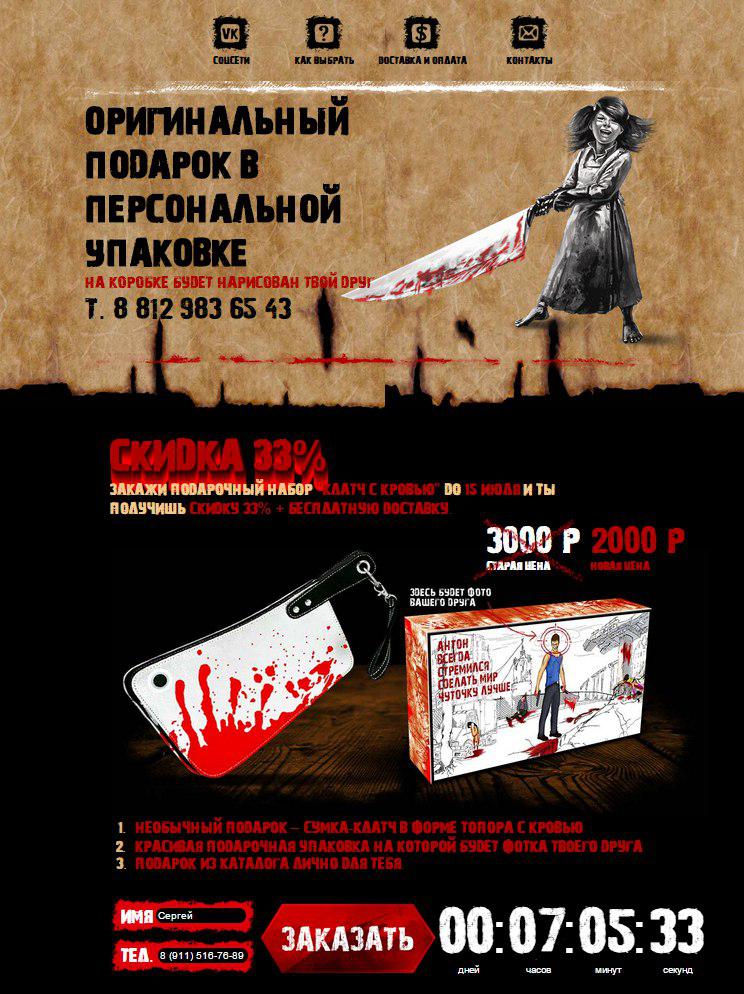 СОЦСЕТИ
КАК ВЫБРАТЬ
ДОСТАВКА И ОПЛАТА
КОНТАКТЫ
ОРИГИНАЛЬНЫЙ
ПОДАРОК В
ПЕРСОНАЛЬНОЙ
УПАКОВКЕ
НА КОРОБКЕ БУДЕТ НАРИСОВАН ТВОЙ ДРУГ
Т. 8 812 983 65 43
СКИДКА 33%
ЗАКАЖИ ПОДАРОЧНЫЙ НАБОР "КЛАТЧ С КРОВЬЮ" ДО 15 ИЮЛЯ И ТЫ
ПОЛУЧИШЬ СКИДКУ 33% + БЕСПЛАТНУЮ ДОСТАВКУ
3000 Р 2000 Р
СТАРАЯ ЦЕНА НОВАЯ ЦЕНА
ЗДЕСЬ БУДЕТ ФОТО
ВАШЕГО ДРУГА
АНТОН
ВСЕГДА
СТРЕМИЛСЯ
СДЕЛАТЬ МИР
ЧУТОЧКУ ЛУЧШЕ
1. НЕОБЫЧНЫЙ ПОДАРОК – СУМКА-КЛАТЧ В ФОРМЕ ТОПОРА С КРОВЬЮ
2. КРАСИВАЯ ПОДАРОЧНАЯ УПАКОВКА НА КОТОРОЙ БУДЕТ ФОТКА ТВОЕГО ДРУГА
3. ПОДАРОК ИЗ КАТАЛОГА ЛИЧНО ДЛЯ ТЕБЯ
ИМЯ Сергей
ТЕЛ. 8 (911) 516-76-89
ЗАКАЗАТЬ
00:07:05:33
дней часов минут секунд